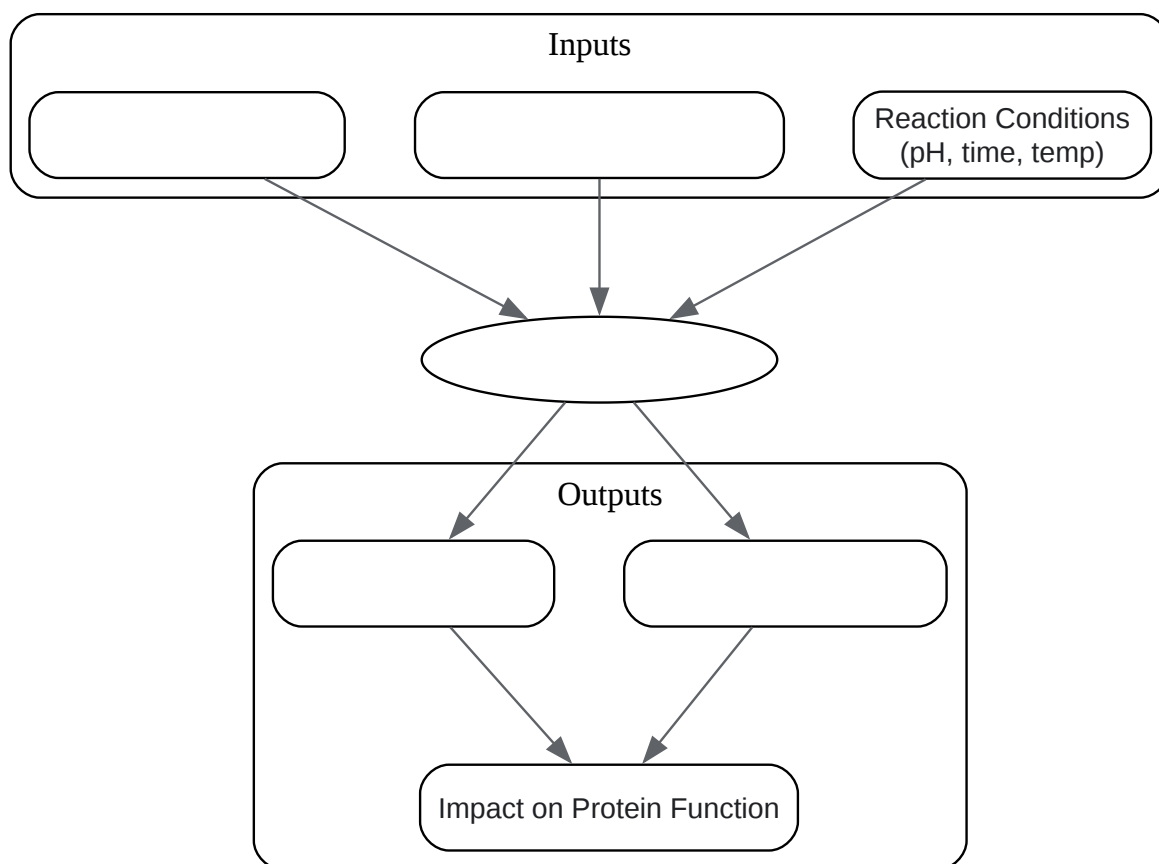 Inputs
Reaction Conditions
(pH, time, temp)
Outputs
Impact on Protein Function